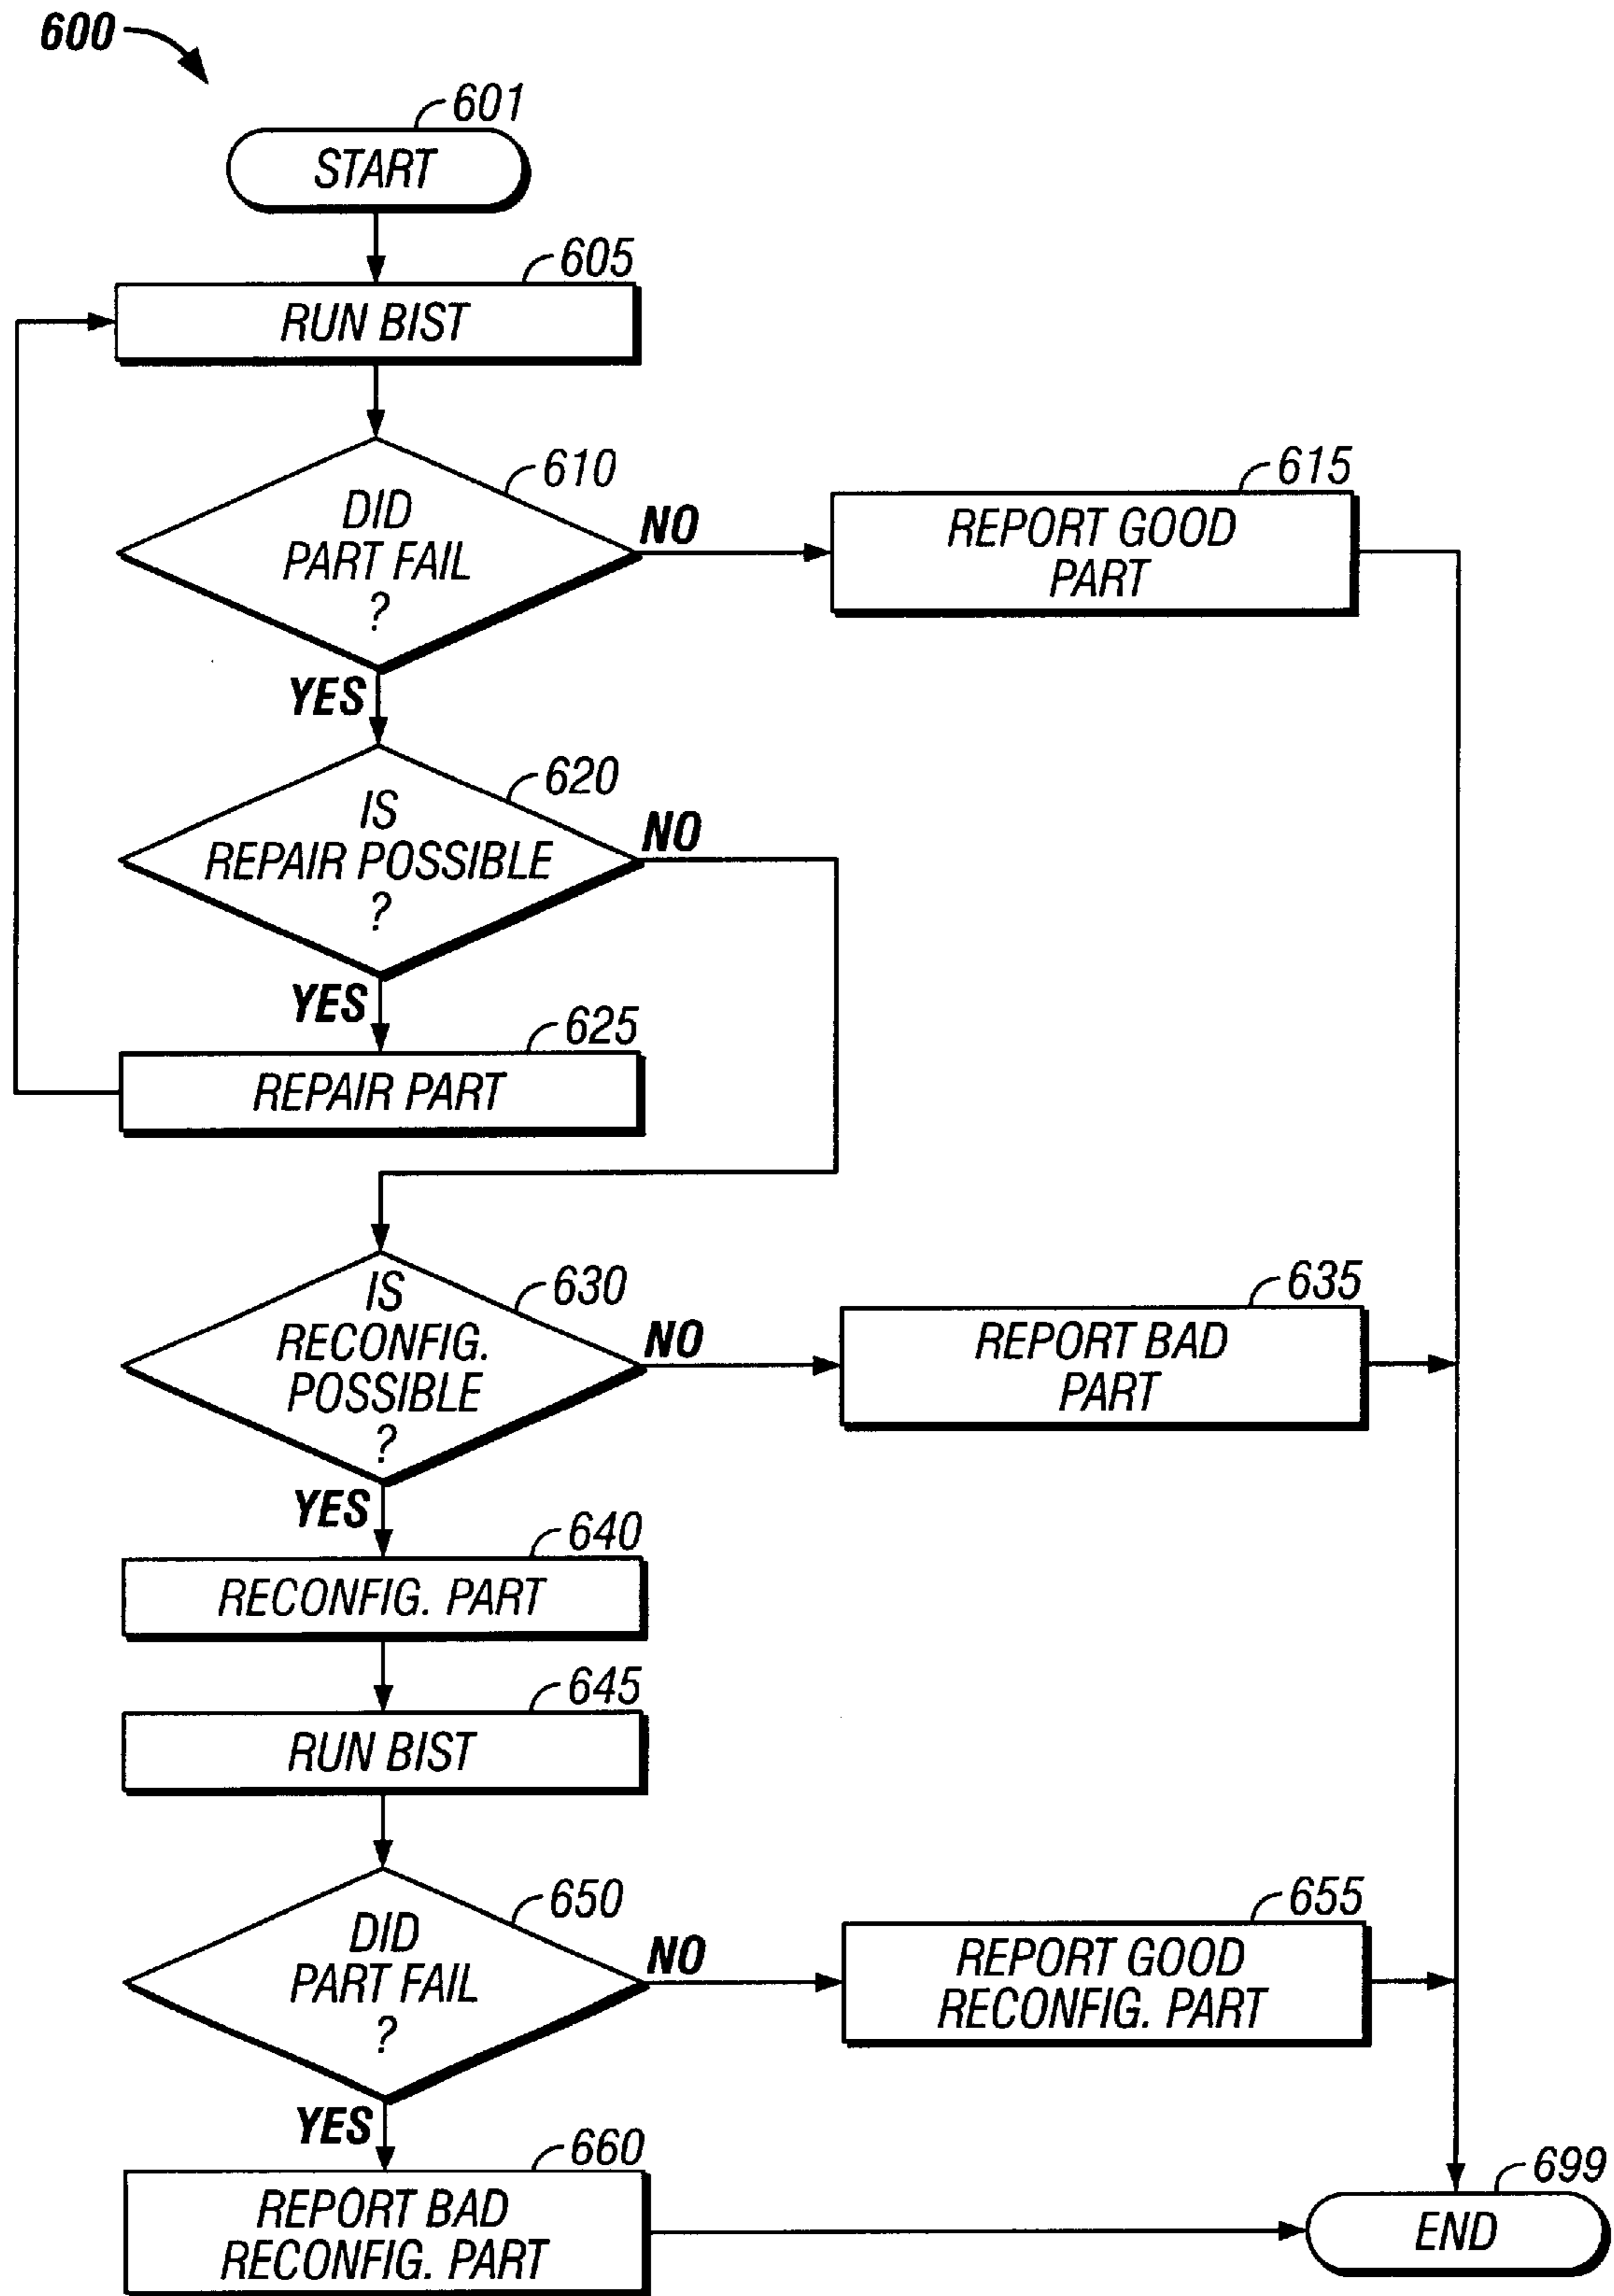 600
601
START
605
RUN BIST
610
DID
PART FAIL
?
NO
615
REPORT GOOD
PART
YES
620
IS
REPAIR POSSIBLE
?
NO
YES
625
REPAIR PART
630
IS
RECONFIG.
POSSIBLE
?
NO
635
REPORT BAD
PART
YES
640
RECONFIG. PART
645
RUN BIST
650
DID
PART FAIL
?
NO
655
REPORT GOOD
RECONFIG. PART
YES
660
REPORT BAD
RECONFIG. PART
699
END